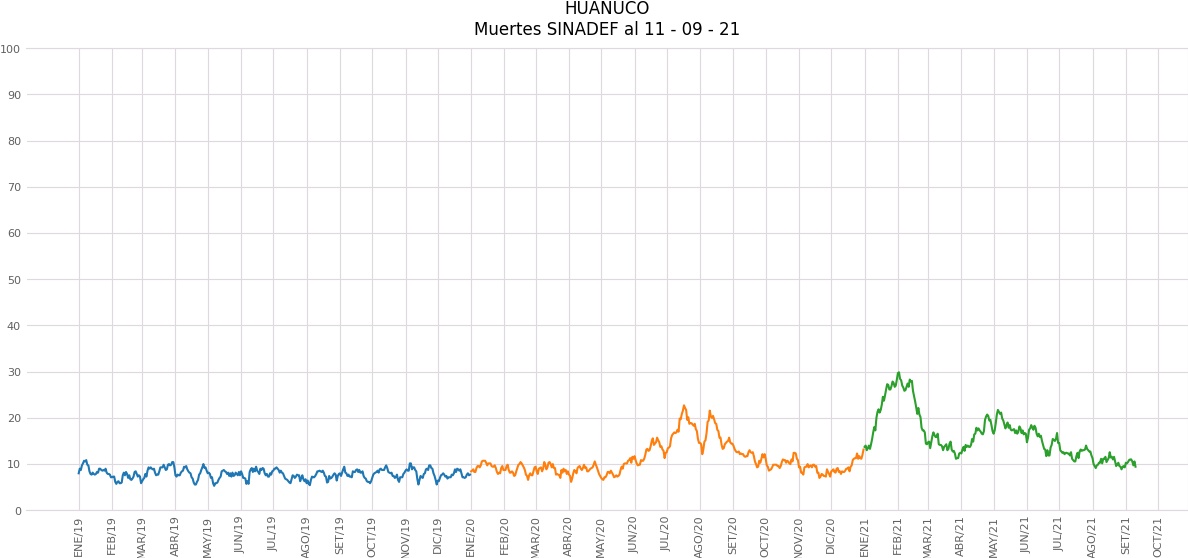 HUANUCO
Muertes SINADEF al 11 - 09 - 21
100
90
80
70
60
50
40
30
20
10
0
ENE/19
FEB/19
MAR/19
ABR/19
MAY/19
JUN/19
JUL/19
AGO/19
SET/19
OCT/19
NOV/19
DIC/19
ENE/20
FEB/20
MAR/20
ABR/20
MAY/20
JUN/20
JUL/20
AGO/20
SET/20
OCT/20
NOV/20
DIC/20
ENE/21
FEB/21
MAR/21
ABR/21
MAY/21
JUN/21
JUL/21
AGO/21
SET/21
OCT/21